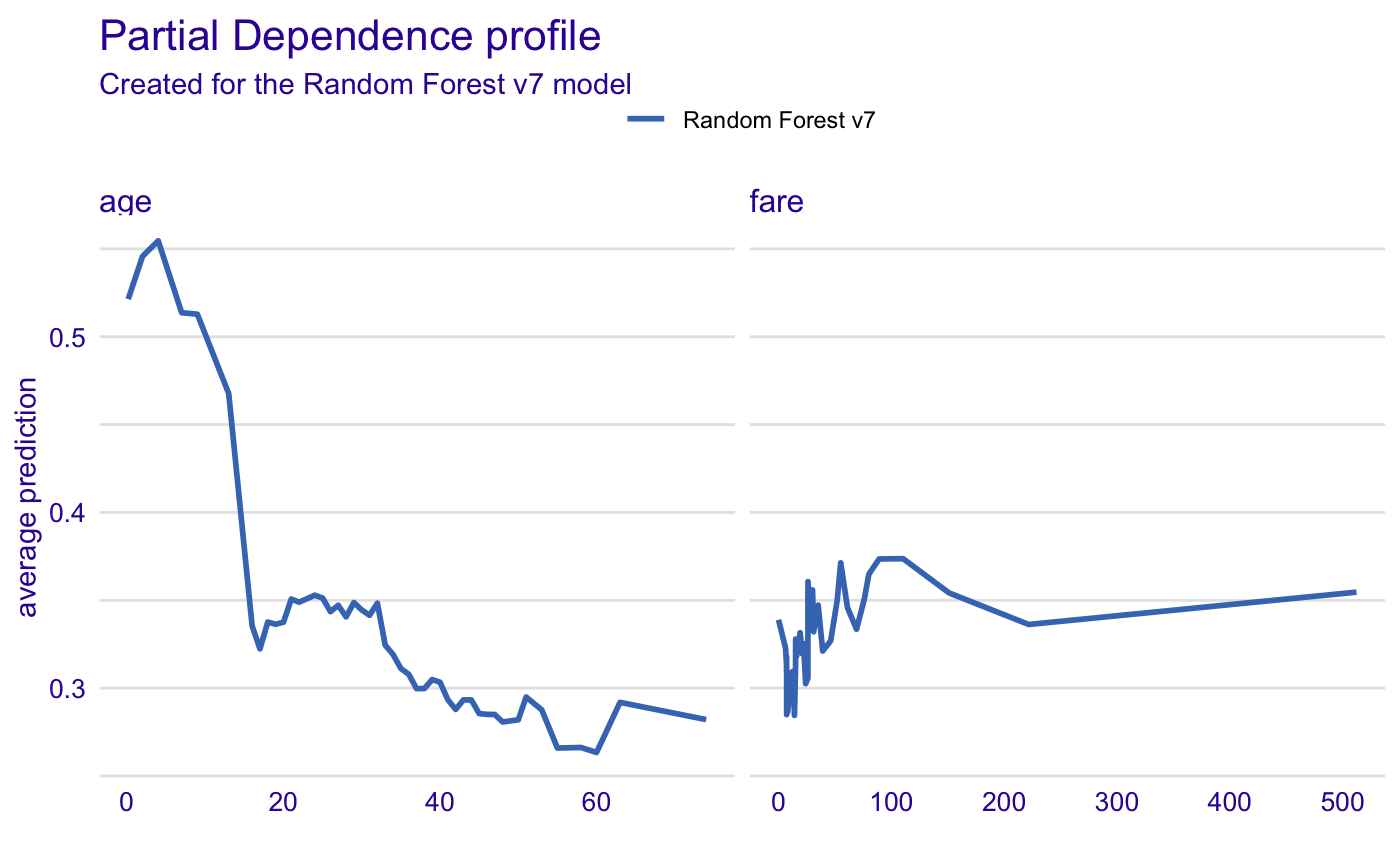 Partial Dependence profile
Created for the Random Forest v7 model
Random Forest v7
age
fare
average prediction
0.5
0.4
0.3
0 20 40 60
0 100 200 300 400 500